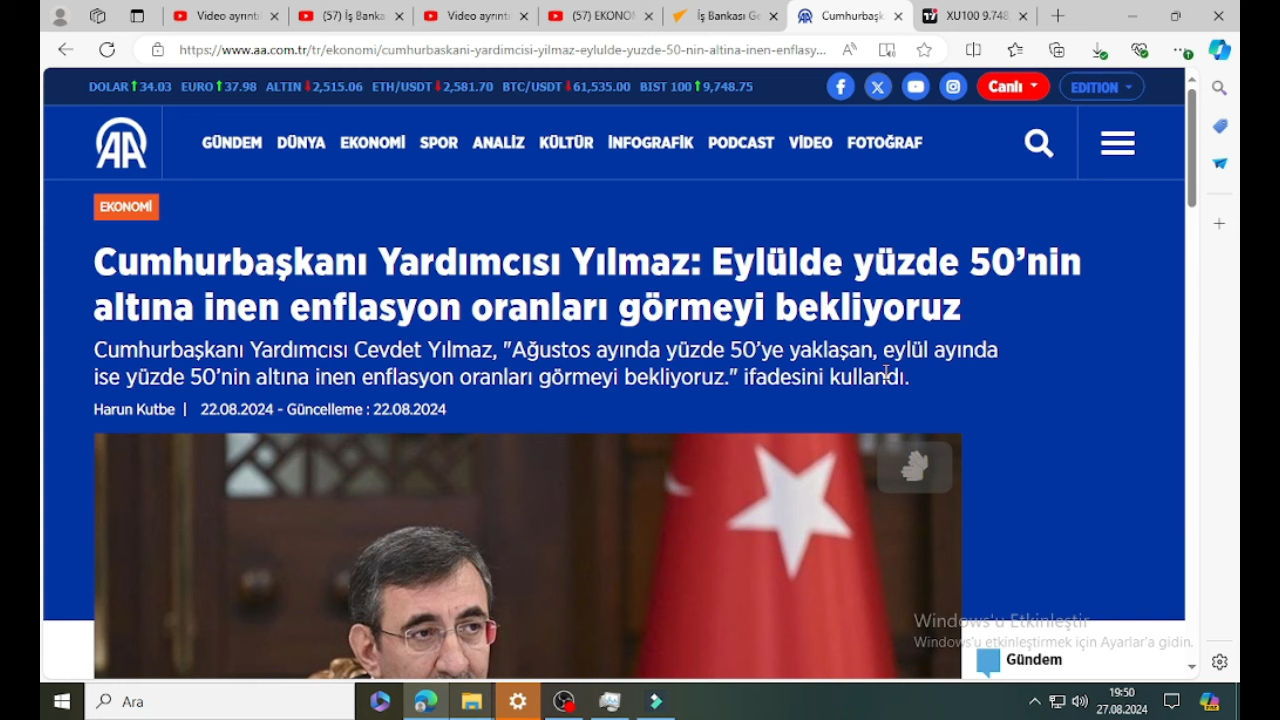 Video ayrıntı
(57) İş Banka
Video ayrıntı
(57) EKONO
İş Bankası Ge
Cumhurbaşk
XU100 9.748
https://www.aa.com.tr/tr/ekonomi/cumhurbaskani-yardimcisi-yilmaz-eylulde-yuzde-50-nin-altina-inen-enflasy...
DOLAR 34.03 EURO 37.98 ALTIN 2,515.06 ETH/USDT 2,581.70 BTC/USDT 61,535.00 BIST 100 9,748.75
Canlı
EDITION
AA
GÜNDEM DÜNYA EKONOMİ SPOR ANALİZ KÜLTÜR İNFOGRAFİK PODCAST VİDEO FOTOĞRAF
EKONOMİ
Cumhurbaşkanı Yardımcısı Yılmaz: Eylülde yüzde 50’nin
altına inen enflasyon oranları görmeyi bekliyoruz
Cumhurbaşkanı Yardımcısı Cevdet Yılmaz, "Ağustos ayında yüzde 50’ye yaklaşan, eylül ayında
ise yüzde 50’nin altına inen enflasyon oranları görmeyi bekliyoruz." ifadesini kullandı.
Harun Kutbe | 22.08.2024 - Güncelleme : 22.08.2024
Windows'u Etkinleştir
Windows'u etkinleştirmek için Ayarlar'a gidin.
Gündem
Ara
19:50
27.08.2024